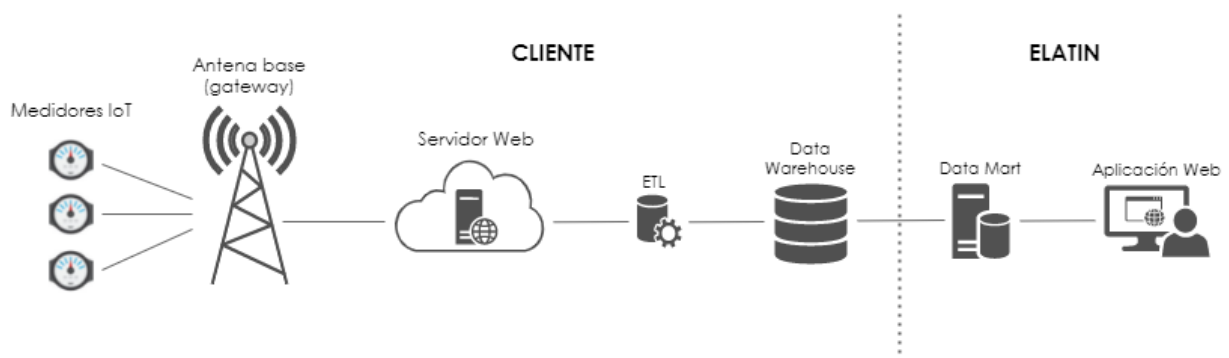 CLIENTE
ELATIN
Antena base
(gateway)
Medidores IoT
Servidor Web
ETL
Data
Warehouse
Data Mart
Aplicación Web